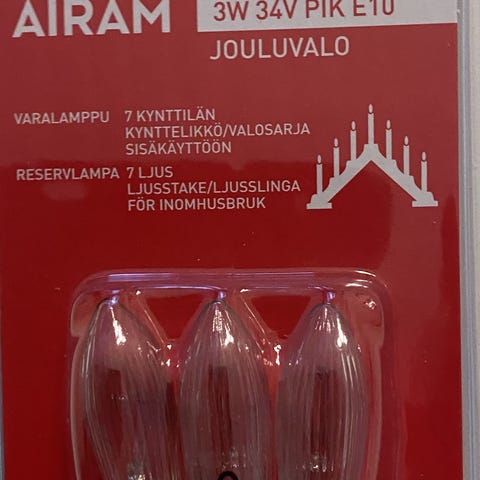 AIRAM
3W 34V PIK E10
JOULUVALO
VARALAMPPU 7 KYNTTILÄN
KYNTTELIKKÖ/VALOSARJA
SISÄKÄYTTÖÖN
RESERVLAMPA 7 LJUS
LJUSSTAKE/LJUSSLINGA
FÖR INOMHUSBRUK